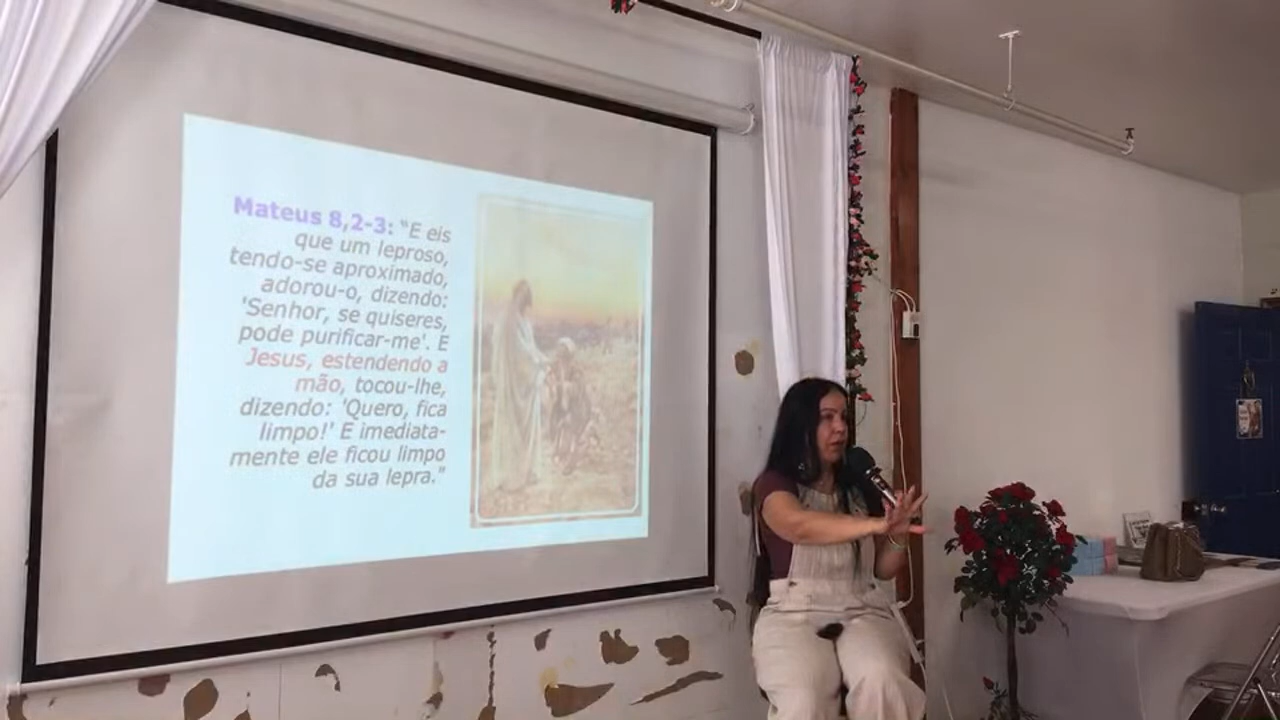 Mateus 8,2-3: “E eis
que um leproso,
tendo-se aproximado,
adorou-o, dizendo:
'Senhor, se quiseres,
pode purificar-me'. E
Jesus, estendendo a
mão, tocou-lhe,
dizendo: 'Quero, fica
limpo!' E imediata-
mente ele ficou limpo
da sua lepra."